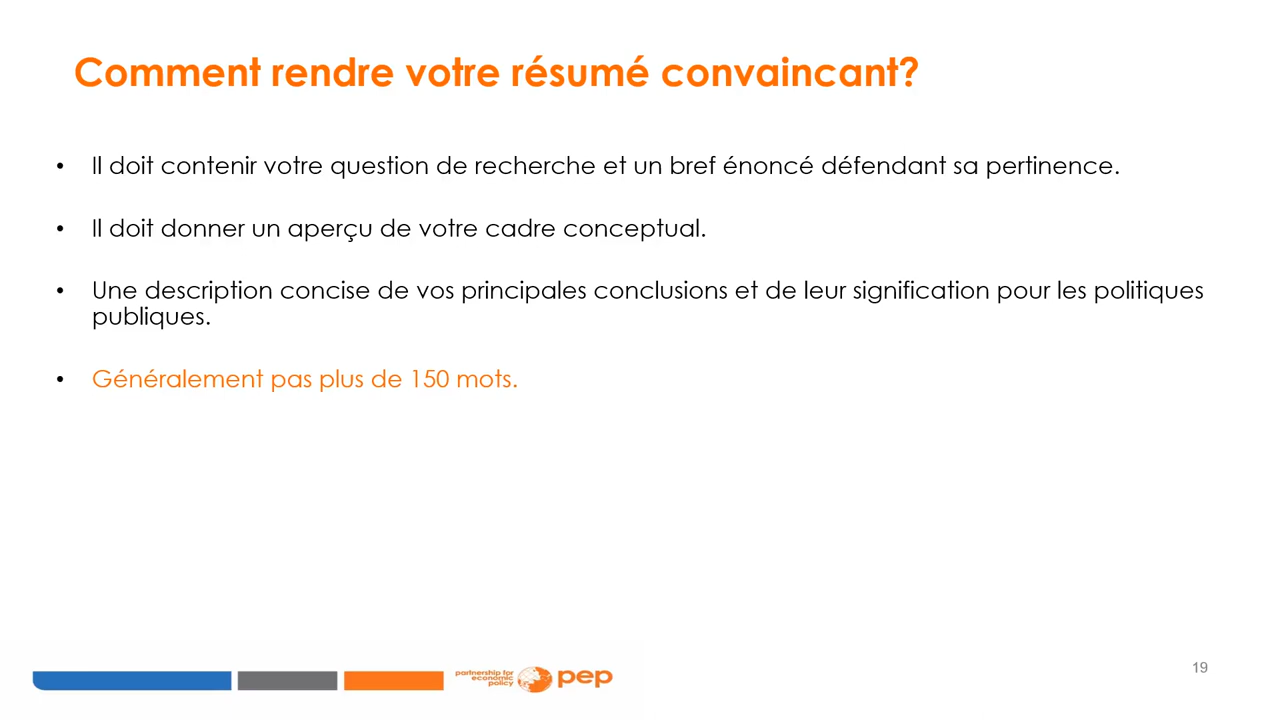 Comment rendre votre résumé convaincant?
• Il doit contenir votre question de recherche et un bref énoncé défendant sa pertinence.
• Il doit donner un aperçu de votre cadre conceptual.
• Une description concise de vos principales conclusions et de leur signification pour les politiques
publiques.
• Généralement pas plus de 150 mots.
partnership for
economic
policy
pep
19